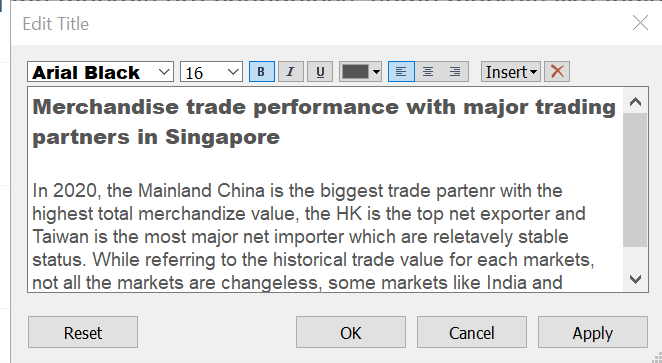 Edit Title
Arial Black 16 B I U Insert
Merchandise trade performance with major trading
partners in Singapore
In 2020, the Mainland China is the biggest trade partenr with the
highest total merchandize value, the HK is the top net exporter and
Taiwan is the most major net importer which are reletavely stable
status. While referring to the historical trade value for each markets,
not all the markets are changeless, some markets like India and
Reset OK Cancel Apply